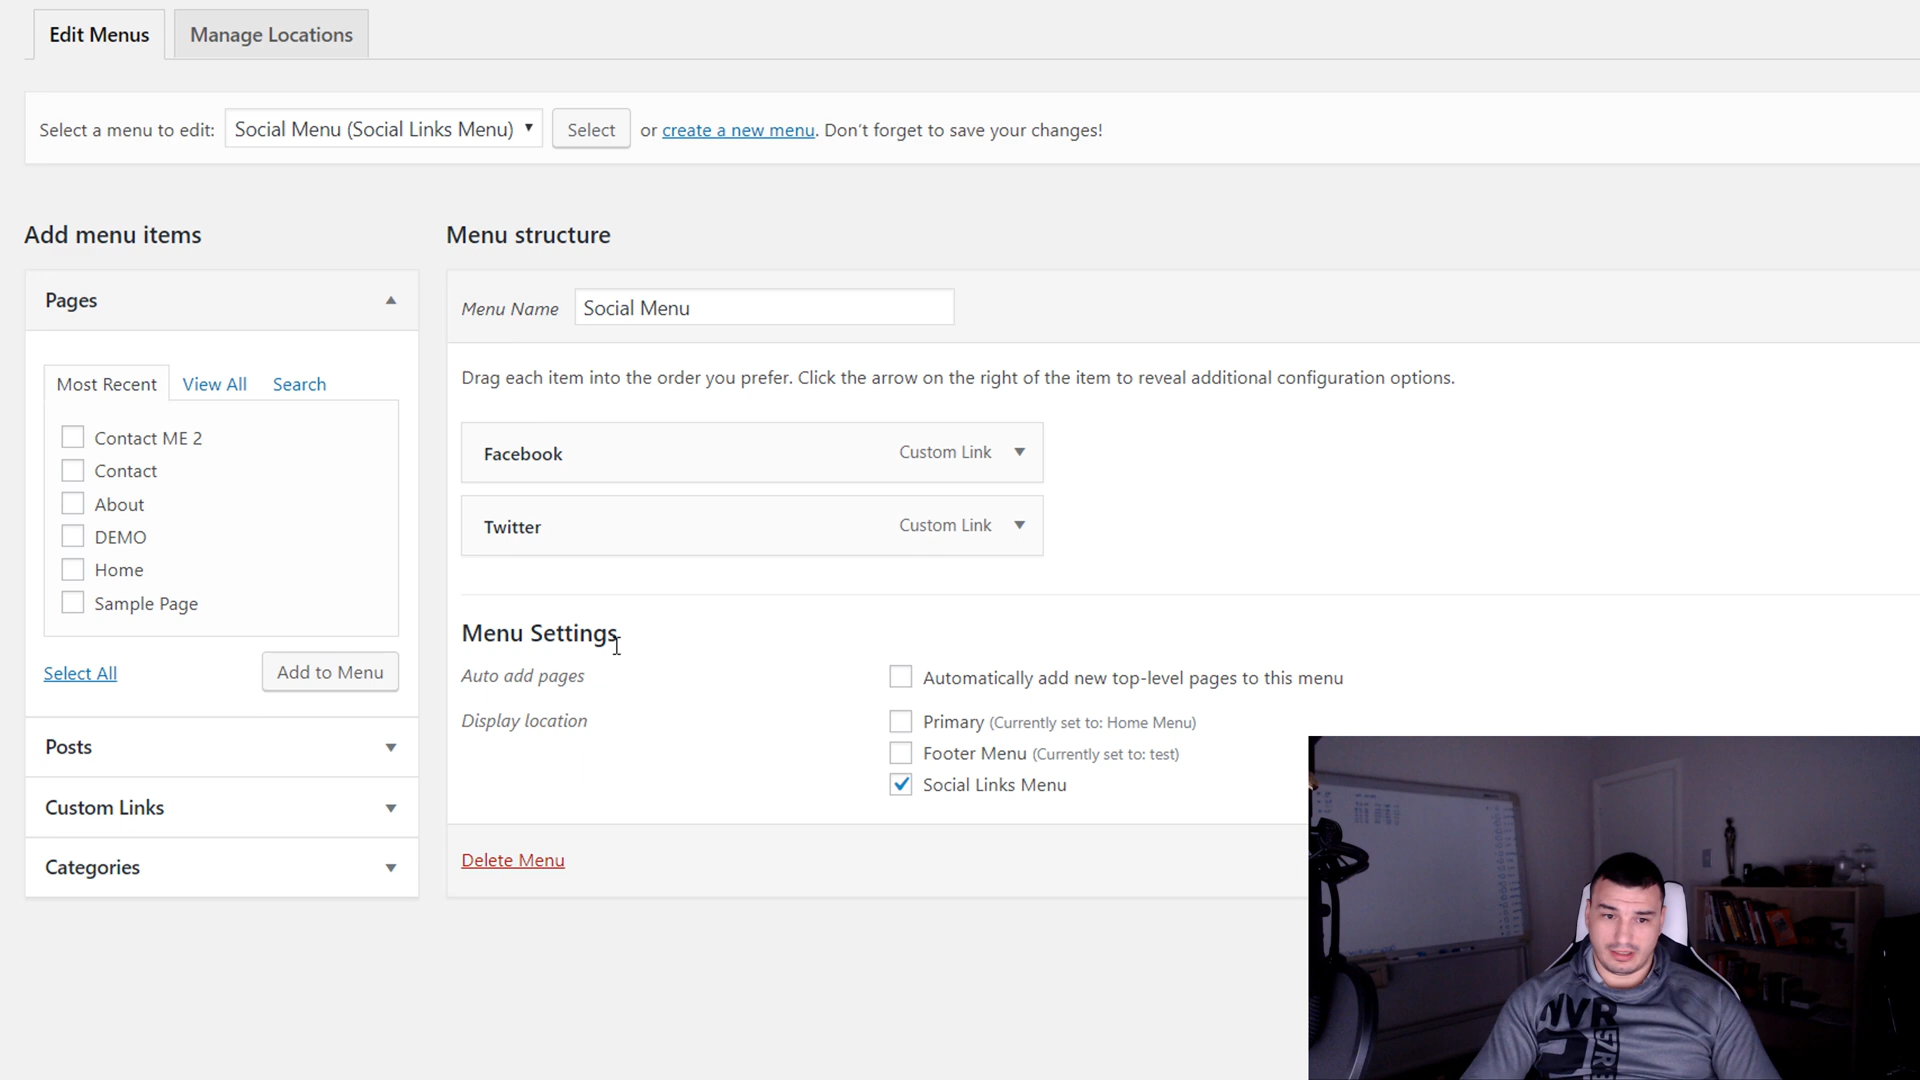 Edit Menus
Manage Locations
Select a menu to edit: Social Menu (Social Links Menu) Select or create a new menu. Don't forget to save your changes!
Add menu items
Pages
Most Recent View All Search
Contact ME 2
Contact
About
DEMO
Home
Sample Page
Select All Add to Menu
Posts
Custom Links
Categories
Menu structure
Menu Name Social Menu
Drag each item into the order you prefer. Click the arrow on the right of the item to reveal additional configuration options.
Facebook Custom Link
Twitter Custom Link
Menu Settings
Auto add pages Automatically add new top-level pages to this menu
Display location Primary (Currently set to: Home Menu)
Footer Menu (Currently set to: test)
Social Links Menu
Delete Menu